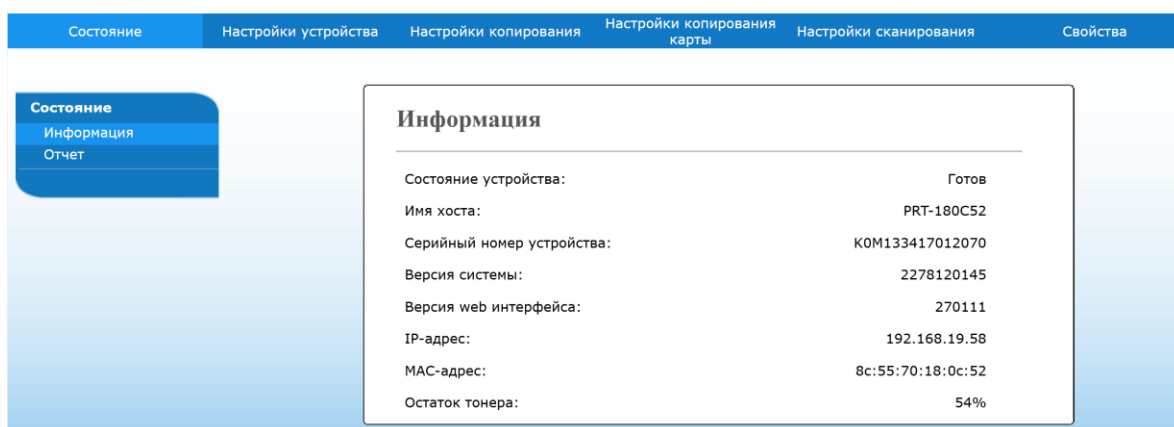 Состояние
Настройки устройства
Настройки копирования
Настройки копирования
карты
Настройки сканирования
Свойства
Состояние
Информация
Отчет
Информация
Состояние устройства: Готов
Имя хоста: PRT-180C52
Серийный номер устройства: K0M133417012070
Версия системы: 2278120145
Версия web интерфейса: 270111
IP-адрес: 192.168.19.58
MAC-адрес: 8c:55:70:18:0c:52
Остаток тонера: 54%